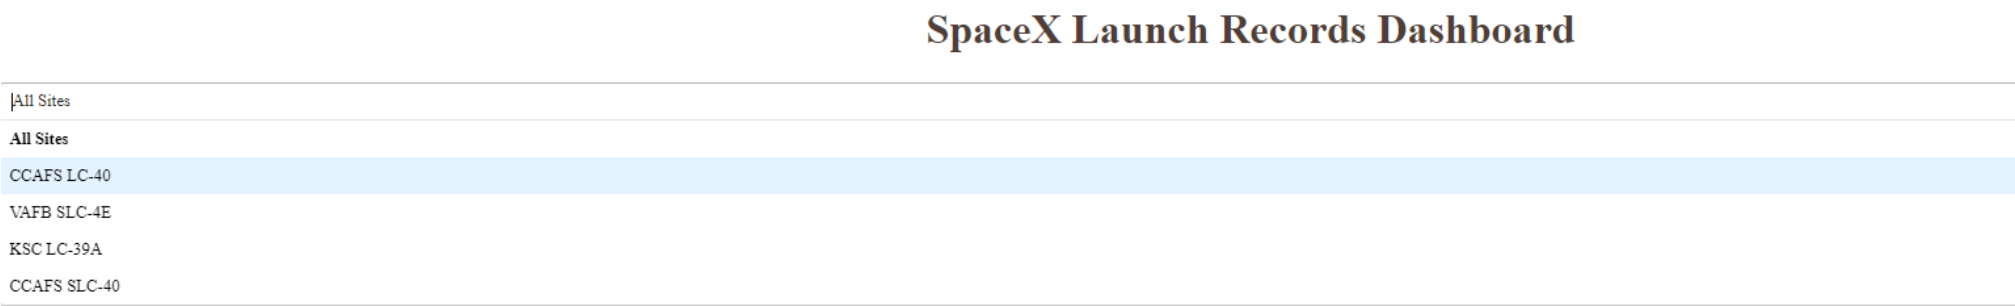 SpaceX Launch Records Dashboard
All Sites
All Sites
CCAFS LC-40
VAFB SLC-4E
KSC LC-39A
CCAFS SLC-40